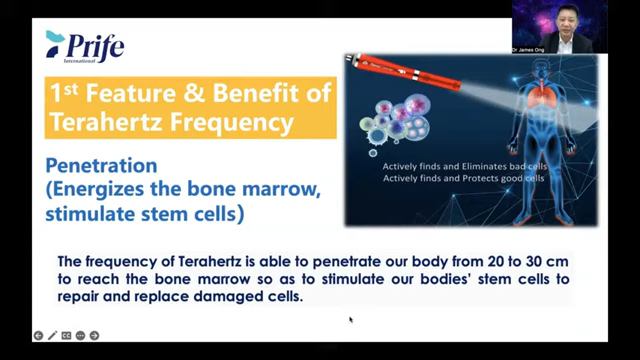 Prife
International
1st Feature & Benefit of
Terahertz Frequency
Penetration
(Energizes the bone marrow,
stimulate stem cells)
Actively finds and Eliminates bad cells
Actively finds and Protects good cells
Dr James Ong
The frequency of Terahertz is able to penetrate our body from 20 to 30 cm
to reach the bone marrow so as to stimulate our bodies' stem cells to
repair and replace damaged cells.